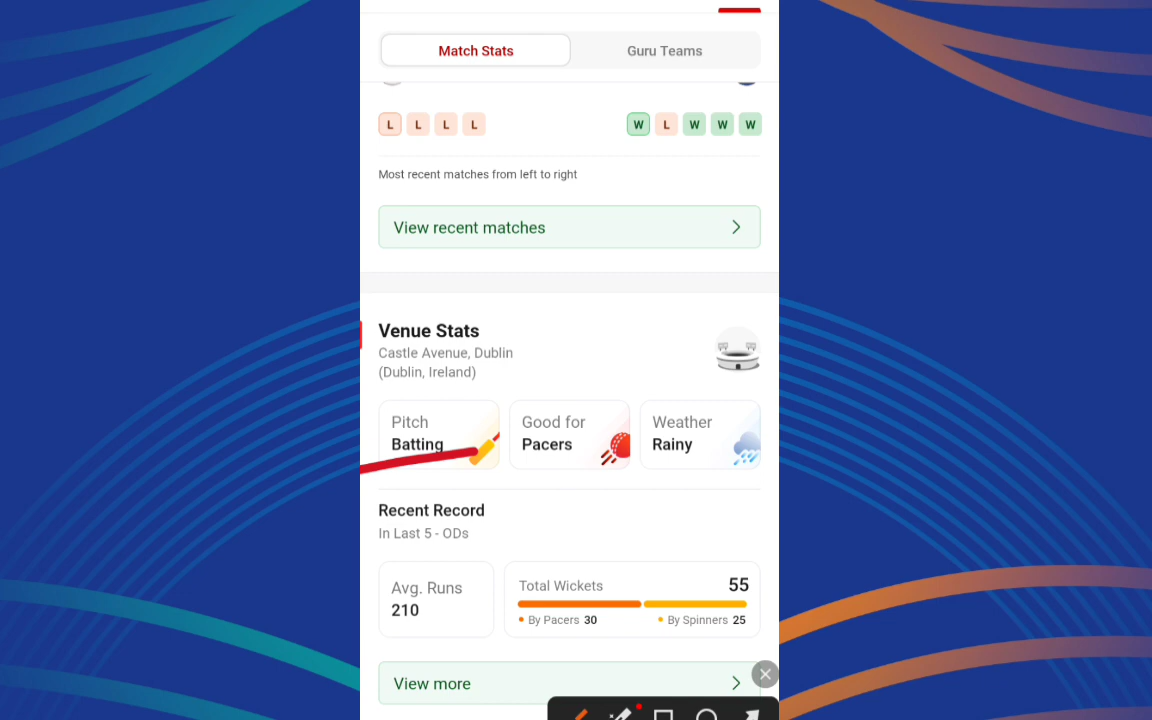 Match Stats
Guru Teams
L L L L
W L W W W
Most recent matches from left to right
View recent matches
Venue Stats
Castle Avenue, Dublin
(Dublin, Ireland)
Pitch
Batting
Good for
Pacers
Weather
Rainy
Recent Record
In Last 5 - ODs
Avg. Runs
210
Total Wickets 55
By Pacers 30
By Spinners 25
View more